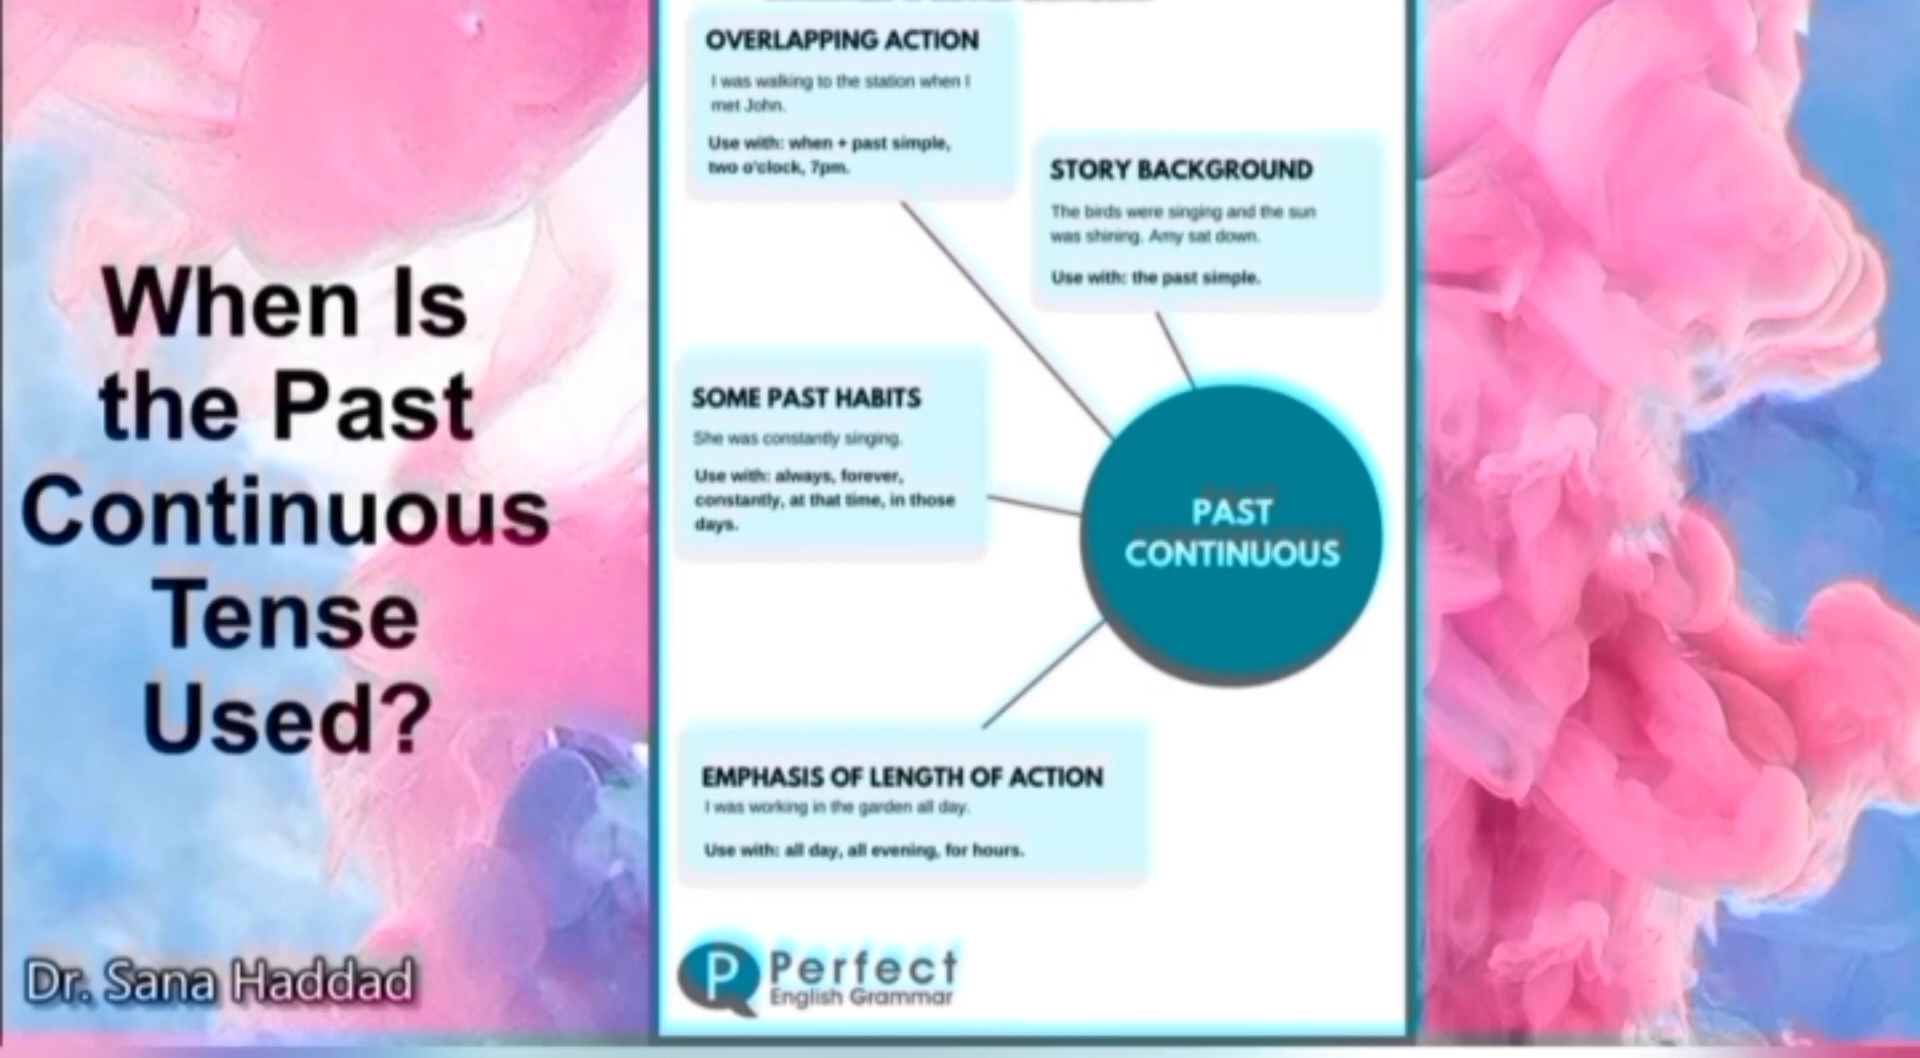 When Is
the Past
Continuous
Tense
Used?
Dr. Sana Haddad
OVERLAPPING ACTION
I was walking to the station when I
met John.
Use with: when + past simple,
two o'clock, 7pm.
STORY BACKGROUND
The birds were singing and the sun
was shining. Amy sat down.
Use with: the past simple.
SOME PAST HABITS
She was constantly singing.
Use with: always, forever,
constantly, at that time, in those
days.
PAST
CONTINUOUS
EMPHASIS OF LENGTH OF ACTION
I was working in the garden all day.
Use with: all day, all evening, for hours.
P Perfect
English Grammar